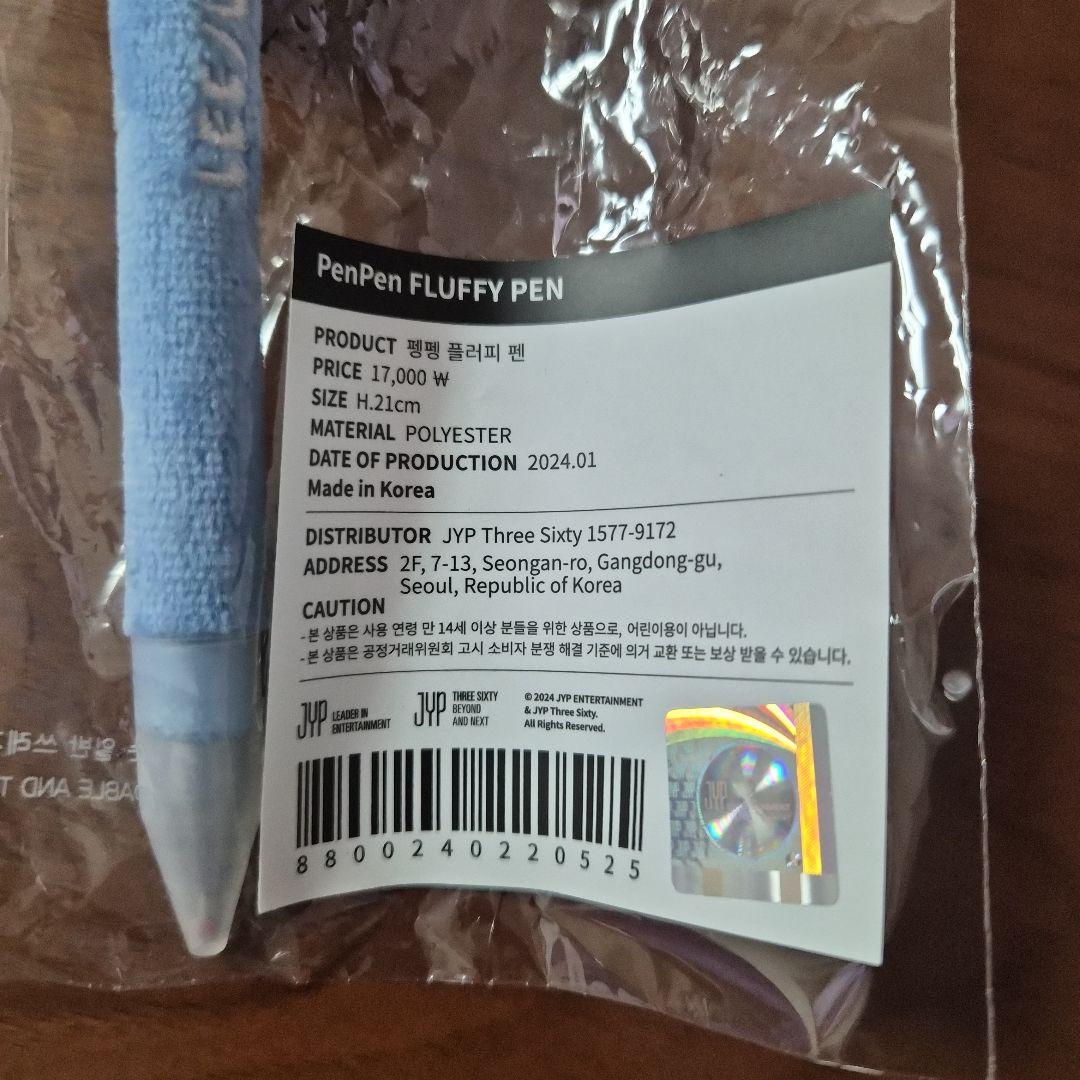 PenPen FLUFFY PEN
PRODUCT 펭펭 플러피 펜
PRICE 17,000 ₩
SIZE H.21cm
MATERIAL POLYESTER
DATE OF PRODUCTION 2024.01
Made in Korea
DISTRIBUTOR JYP Three Sixty 1577-9172
ADDRESS 2F, 7-13, Seongan-ro, Gangdong-gu,
Seoul, Republic of Korea
CAUTION
- 본 상품은 사용 연령 만 14세 이상 분들을 위한 상품으로, 어린이용이 아닙니다.
- 본 상품은 공정거래위원회 고시 소비자 분쟁 해결 기준에 의거 교환 또는 보상 받을 수 있습니다.
JYP LEADER IN
ENTERTAINMENT
JYP THREE SIXTY
BEYOND
AND NEXT
© 2024 JYP ENTERTAINMENT
& JYP Three Sixty.
All Rights Reserved.
8800240220525
JYP
일반
AND